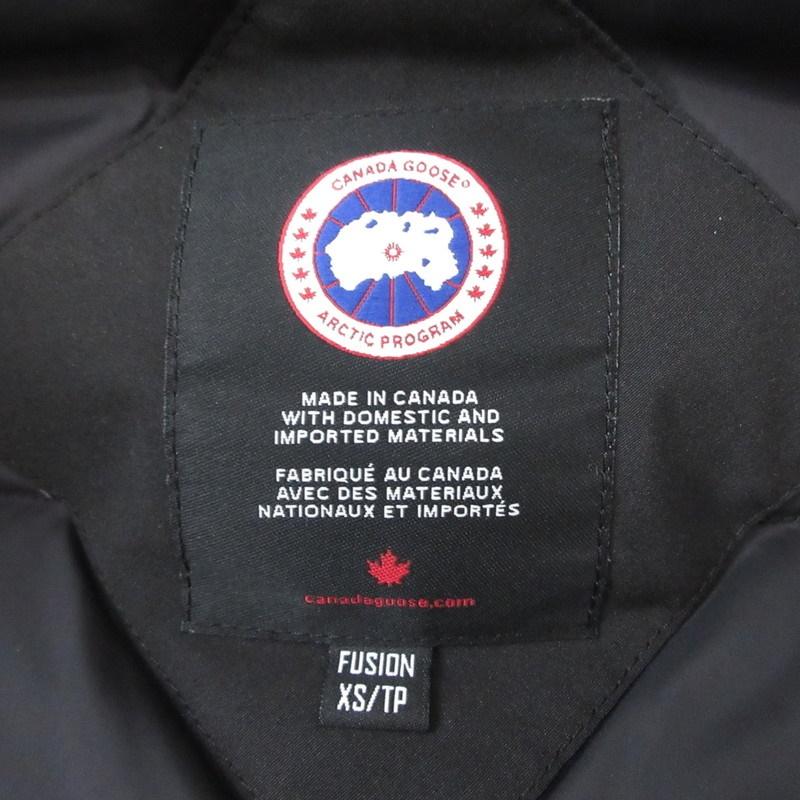 CANADA GOOSE®
ARCTIC PROGRAM
MADE IN CANADA
WITH DOMESTIC AND
IMPORTED MATERIALS
FABRIQUÉ AU CANADA
AVEC DES MATERIAUX
NATIONAUX ET IMPORTÉS
canadagoose.com
FUSION
XS/TP